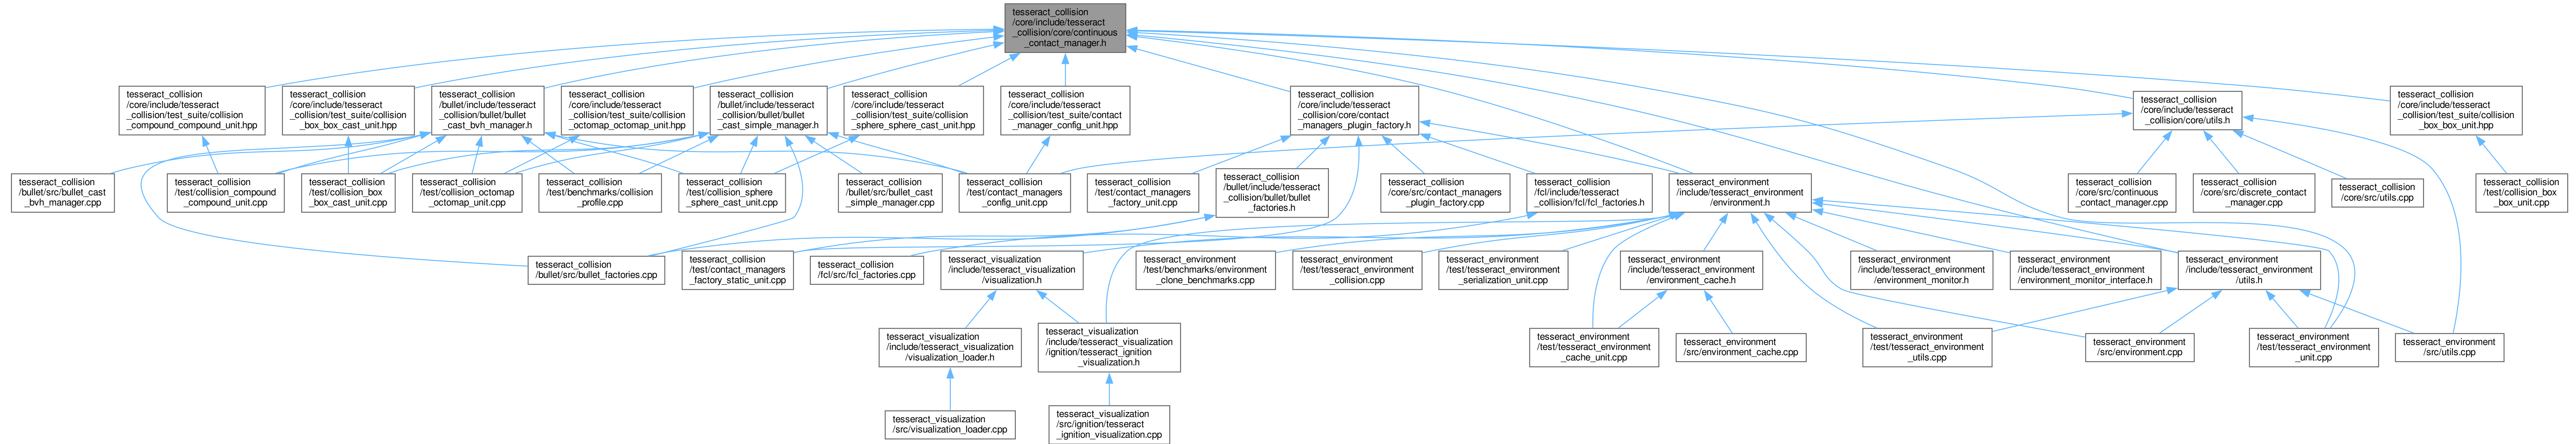 tesseract_collision
/core/include/tesseract
_collision/core/continuous
_contact_manager.h
tesseract_collision
/core/include/tesseract
_collision/test_suite/collision
_compound_compound_unit.hpp
tesseract_collision
/core/include/tesseract
_collision/test_suite/collision
_box_box_cast_unit.hpp
tesseract_collision
/bullet/include/tesseract
_collision/bullet/bullet
_cast_bvh_manager.h
tesseract_collision
/core/include/tesseract
_collision/test_suite/collision
_octomap_octomap_unit.hpp
tesseract_collision
/bullet/include/tesseract
_collision/bullet/bullet
_cast_simple_manager.h
tesseract_collision
/core/include/tesseract
_collision/test_suite/collision
_sphere_sphere_cast_unit.hpp
tesseract_collision
/core/include/tesseract
_collision/test_suite/contact
_manager_config_unit.hpp
tesseract_collision
/core/include/tesseract
_collision/core/contact
_managers_plugin_factory.h
tesseract_collision
/core/include/tesseract
_collision/core/utils.h
tesseract_collision
/core/include/tesseract
_collision/test_suite/collision
_box_box_unit.hpp
tesseract_collision
/bullet/src/bullet_cast
_bvh_manager.cpp
tesseract_collision
/test/collision_compound
_compound_unit.cpp
tesseract_collision
/test/collision_box
_box_cast_unit.cpp
tesseract_collision
/test/collision_octomap
_octomap_unit.cpp
tesseract_collision
/test/benchmarks/collision
_profile.cpp
tesseract_collision
/test/collision_sphere
_sphere_cast_unit.cpp
tesseract_collision
/bullet/src/bullet_cast
_simple_manager.cpp
tesseract_collision
/test/contact_managers
_config_unit.cpp
tesseract_collision
/test/contact_managers
_factory_unit.cpp
tesseract_collision
/bullet/include/tesseract
_collision/bullet/bullet
_factories.h
tesseract_collision
/core/src/contact_managers
_plugin_factory.cpp
tesseract_collision
/fcl/include/tesseract
_collision/fcl/fcl_factories.h
tesseract_environment
/include/tesseract_environment
/environment.h
tesseract_collision
/core/src/continuous
_contact_manager.cpp
tesseract_collision
/core/src/discrete_contact
_manager.cpp
tesseract_collision
/core/src/utils.cpp
tesseract_collision
/test/collision_box
_box_unit.cpp
tesseract_collision
/bullet/src/bullet_factories.cpp
tesseract_collision
/test/contact_managers
_factory_static_unit.cpp
tesseract_collision
/fcl/src/fcl_factories.cpp
tesseract_visualization
/include/tesseract_visualization
/visualization.h
tesseract_environment
/test/benchmarks/environment
_clone_benchmarks.cpp
tesseract_environment
/test/tesseract_environment
_collision.cpp
tesseract_environment
/test/tesseract_environment
_serialization_unit.cpp
tesseract_environment
/include/tesseract_environment
/environment_cache.h
tesseract_environment
/include/tesseract_environment
/environment_monitor.h
tesseract_environment
/include/tesseract_environment
/environment_monitor_interface.h
tesseract_environment
/include/tesseract_environment
/utils.h
tesseract_visualization
/include/tesseract_visualization
/visualization_loader.h
tesseract_visualization
/include/tesseract_visualization
/ignition/tesseract_ignition
_visualization.h
tesseract_environment
/test/tesseract_environment
_cache_unit.cpp
tesseract_environment
/src/environment_cache.cpp
tesseract_environment
/test/tesseract_environment
_utils.cpp
tesseract_environment
/src/environment.cpp
tesseract_environment
/test/tesseract_environment
_unit.cpp
tesseract_environment
/src/utils.cpp
tesseract_visualization
/src/visualization_loader.cpp
tesseract_visualization
/src/ignition/tesseract
_ignition_visualization.cpp